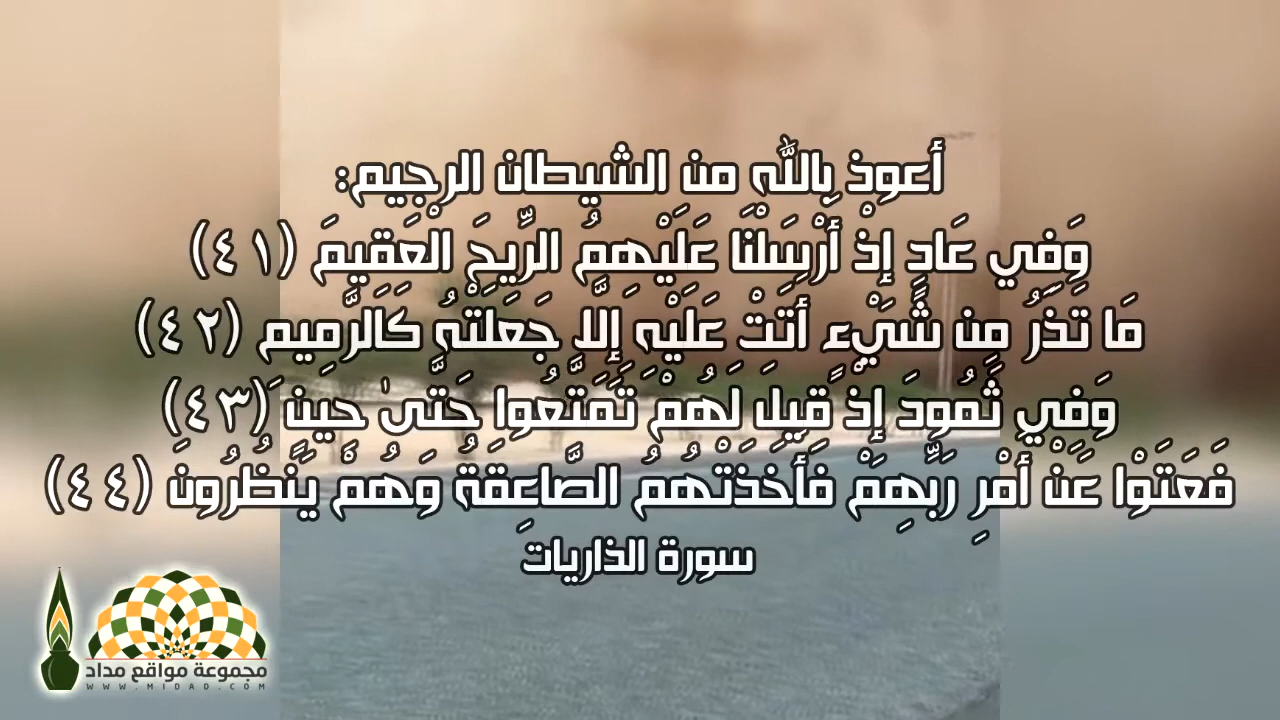 أعوذ بِاللَّهِ من الشيطان الرجيم:
وَفِي عَادٍ إِذْ أَرْسَلْنَا عَلَيْهِمُ الرِّيحَ الْعَقِيمَ (٤١)
مَا تَذَرُ مِن شَيْءٍ أَتَتْ عَلَيْهِ إِلَّا جَعَلَتْهُ كَالرَّمِيمِ (٤٢)
وَفِي ثَمُودَ إِذْ قِيلَ لَهُمْ تَمَتَّعُوا حَتَّىٰ حِينٍ (٤٣)
فَعَتَوْا عَنْ أَمْرِ رَبِّهِمْ فَأَخَذَتْهُمُ الصَّاعِقَةُ وَهُمْ يَنظُرُونَ (٤٤)
سورة الذاريات
مجموعة مواقع مداد
WWW.MIDAD.COM